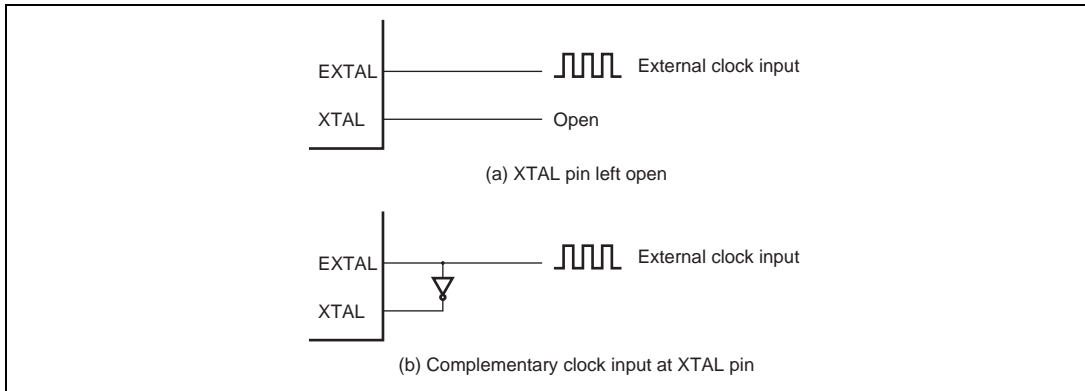 EXTAL External clock input
XTAL Open
(a) XTAL pin left open
EXTAL External clock input
XTAL
(b) Complementary clock input at XTAL pin